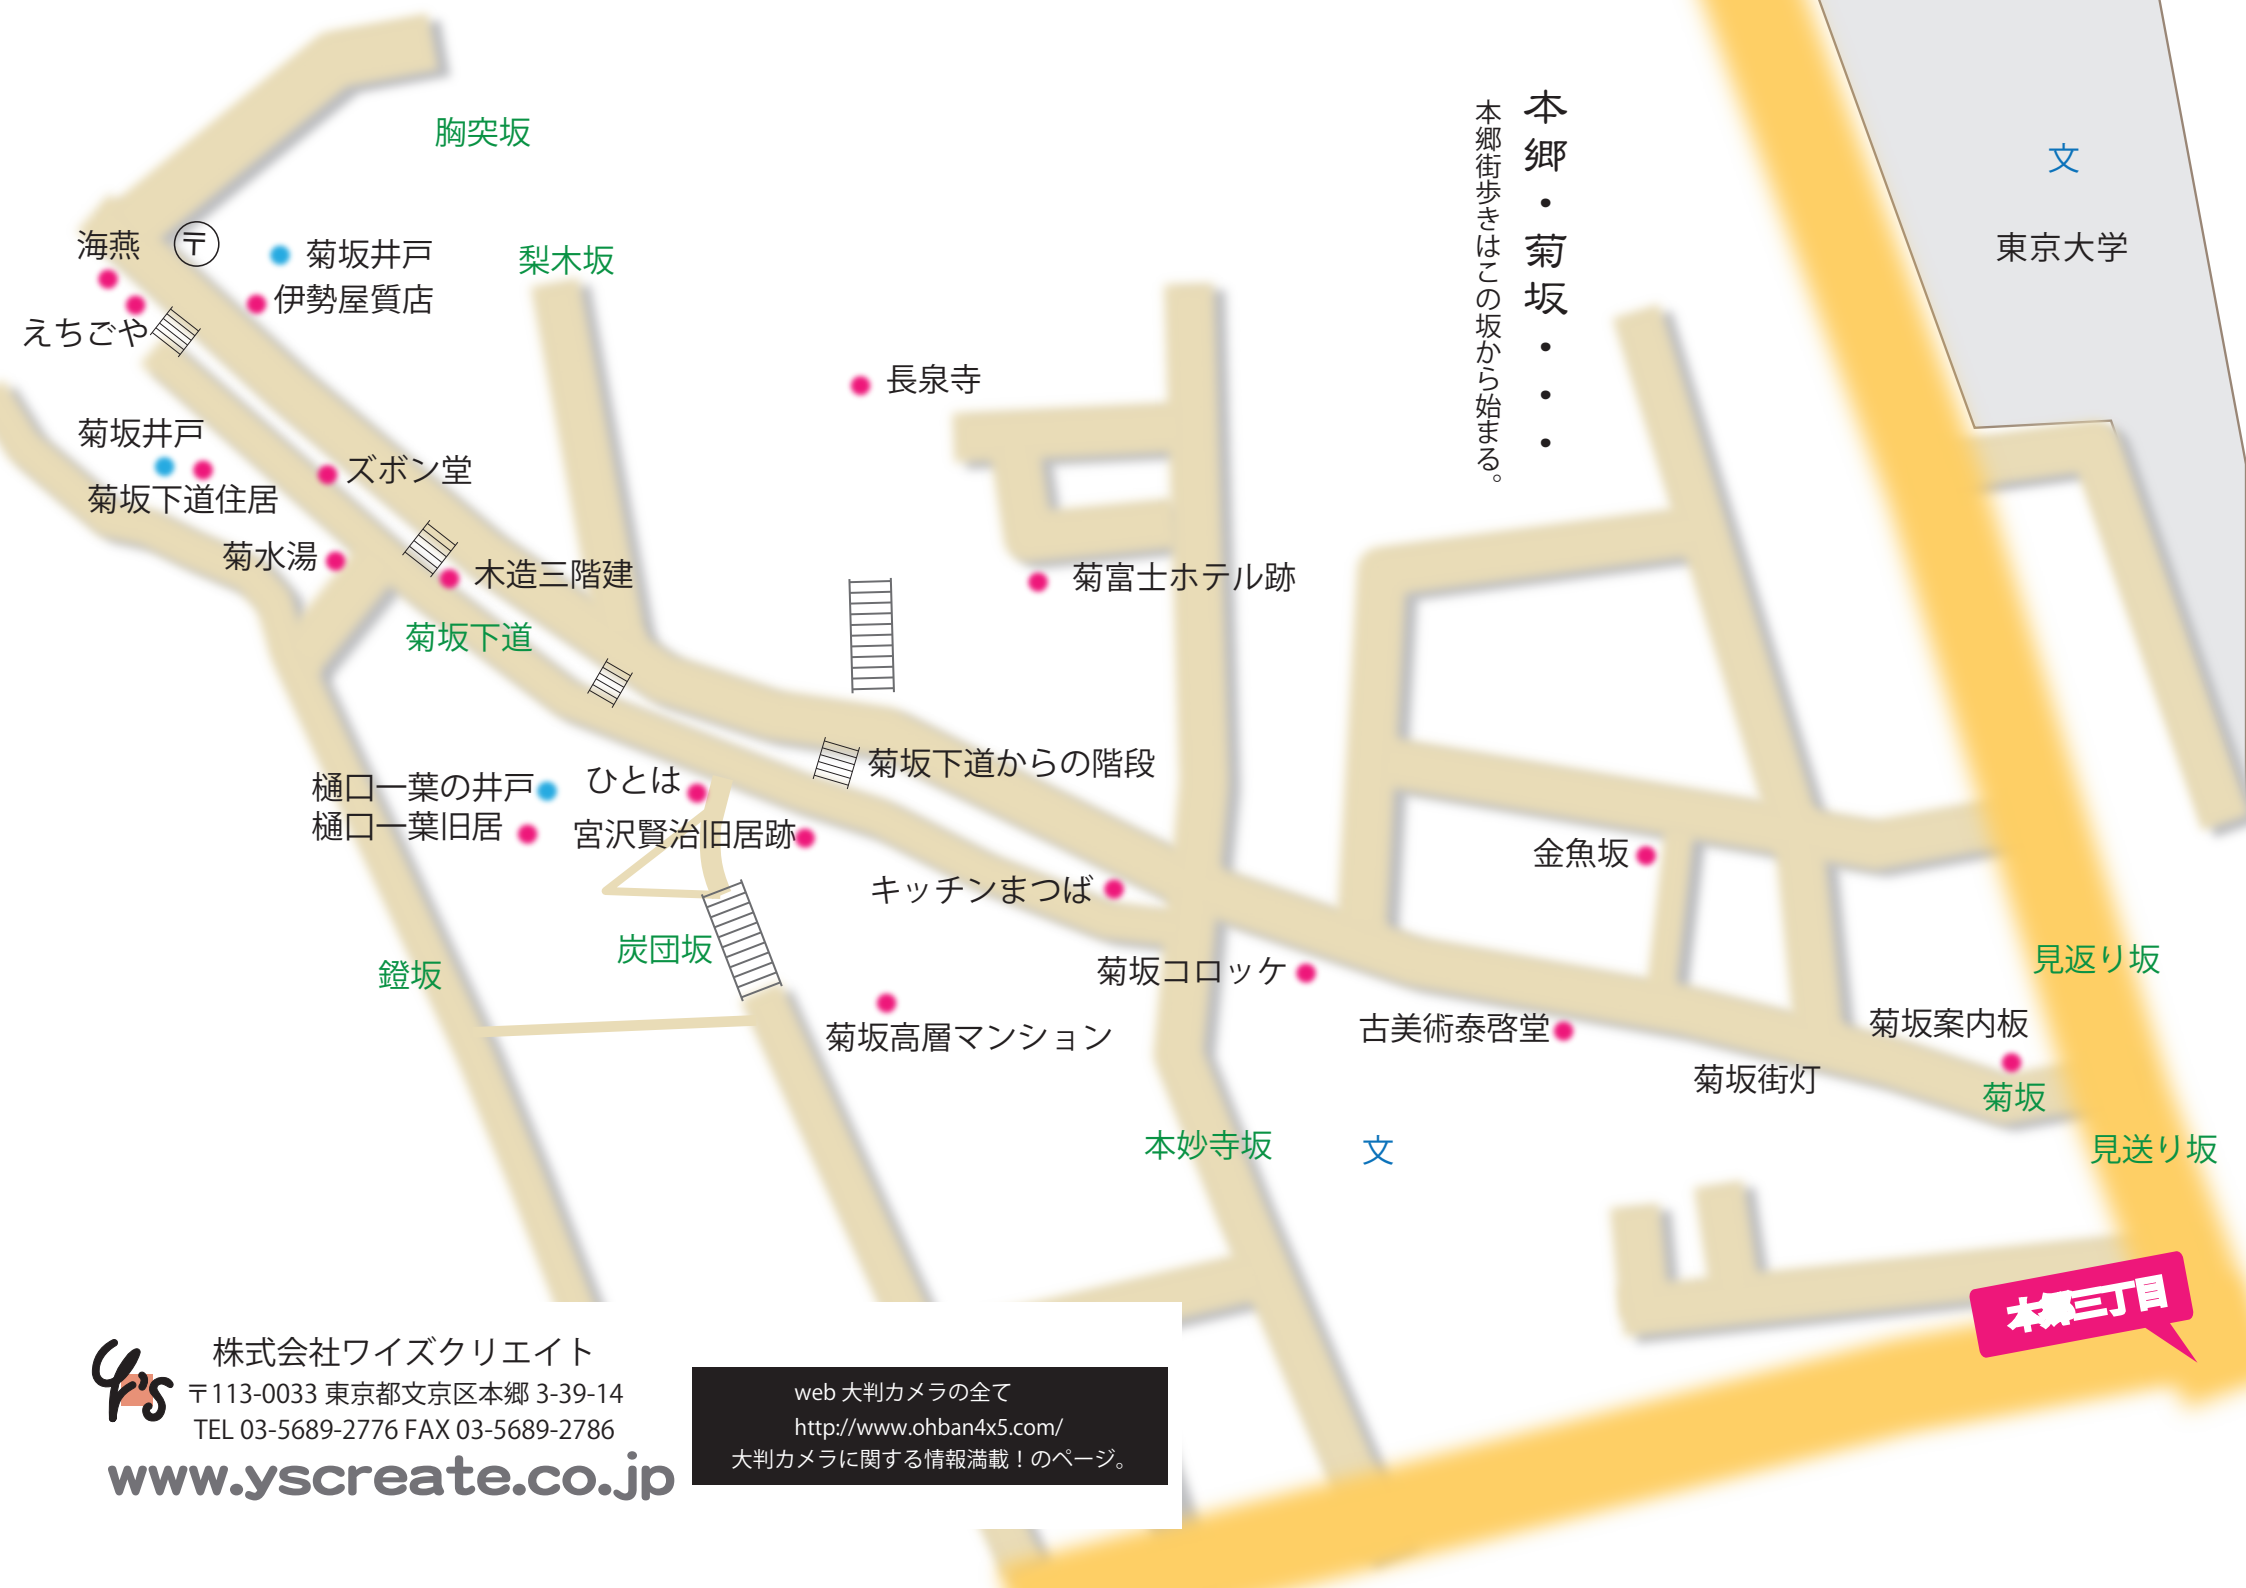 本郷・菊坂・・・
本郷街歩きはこの坂から始まる。
文
東京大学
胸突坂
海燕
〒
菊坂井戸
伊勢屋質店
えちごや
梨木坂
長泉寺
菊坂井戸
菊坂下道住居
ズボン堂
菊水湯
木造三階建
菊坂下道
菊富士ホテル跡
菊坂下道からの階段
樋口一葉の井戸
樋口一葉旧居
ひとは
宮沢賢治旧居跡
キッチンまつば
金魚坂
鐙坂
炭団坂
菊坂コロッケ
菊坂高層マンション
古美術泰啓堂
菊坂街灯
菊坂案内板
菊坂
見返り坂
見送り坂
本妙寺坂
文
本郷三丁目
Y's
株式会社ワイズクリエイト
〒113-0033 東京都文京区本郷 3-39-14
TEL 03-5689-2776 FAX 03-5689-2786
www.yscreate.co.jp
web 大判カメラの全て
http://www.ohban4x5.com/
大判カメラに関する情報満載！のページ。